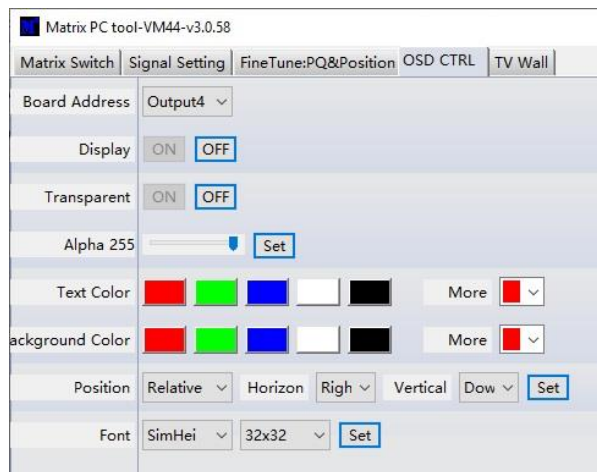 Matrix PC tool-VM44-v3.0.58
Matrix Switch Signal Setting FineTune:PQ&Position OSD CTRL TV Wall
Board Address Output4
Display ON OFF
Transparent ON OFF
Alpha 255 Set
Text Color More
ackground Color More
Position Relative Horizon Righ Vertical Dow Set
Font SimHei 32x32 Set